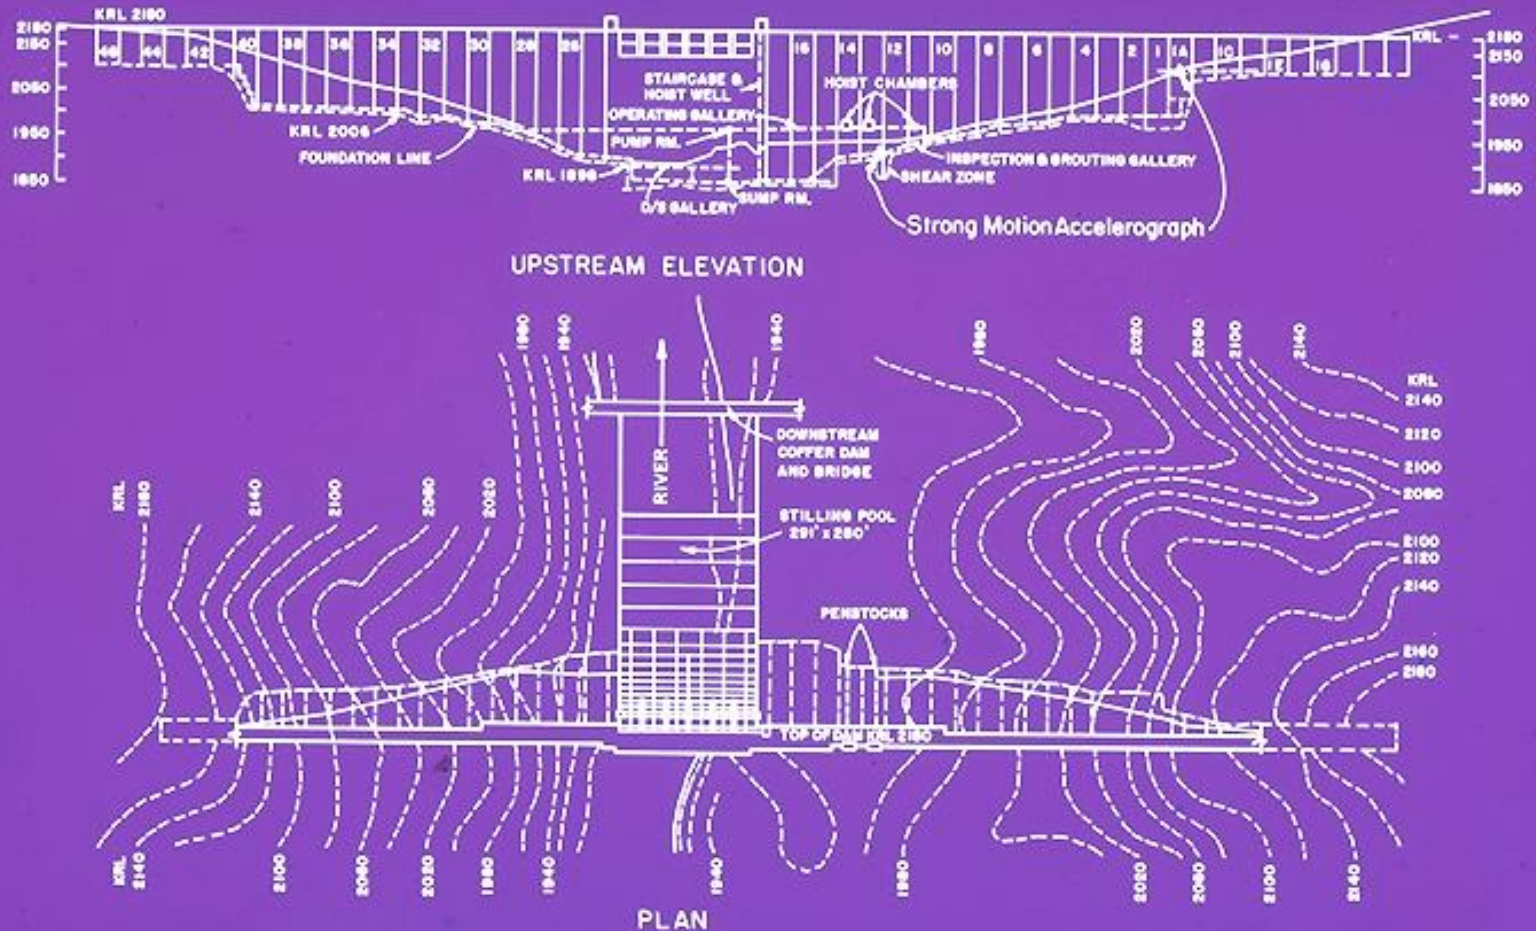 KRL 2180
2180
2150
2050
1950
1850
46 44 42 40 38 36 34 32 30 28 26 16 14 12 10 8 6 4 2 1 1A 1C 1E 1G
KRL
2180
2150
2050
1950
1850
STAIRCASE &
HOIST WELL
HOIST CHAMBERS
OPERATING GALLERY
PUMP RM.
KRL 2006
FOUNDATION LINE
KRL 1898
D/S GALLERY
SUMP RM.
INSPECTION & GROUTING GALLERY
SHEAR ZONE
Strong Motion Accelerograph
UPSTREAM ELEVATION
1980
1940
1940
1980
2020
2060
2100
2140
KRL
2140
2120
2100
2080
2100
2120
2140
2160
2180
KRL
2180
2140
2100
2060
2020
RIVER
DOWNSTREAM
COFFER DAM
AND BRIDGE
STILLING POOL
291' x 280'
PENSTOCKS
TOP OF DAM KRL 2180
KRL
2140
2100
2060
2020
1980
1940
1940
1980
2020
2060
2100
2140
PLAN